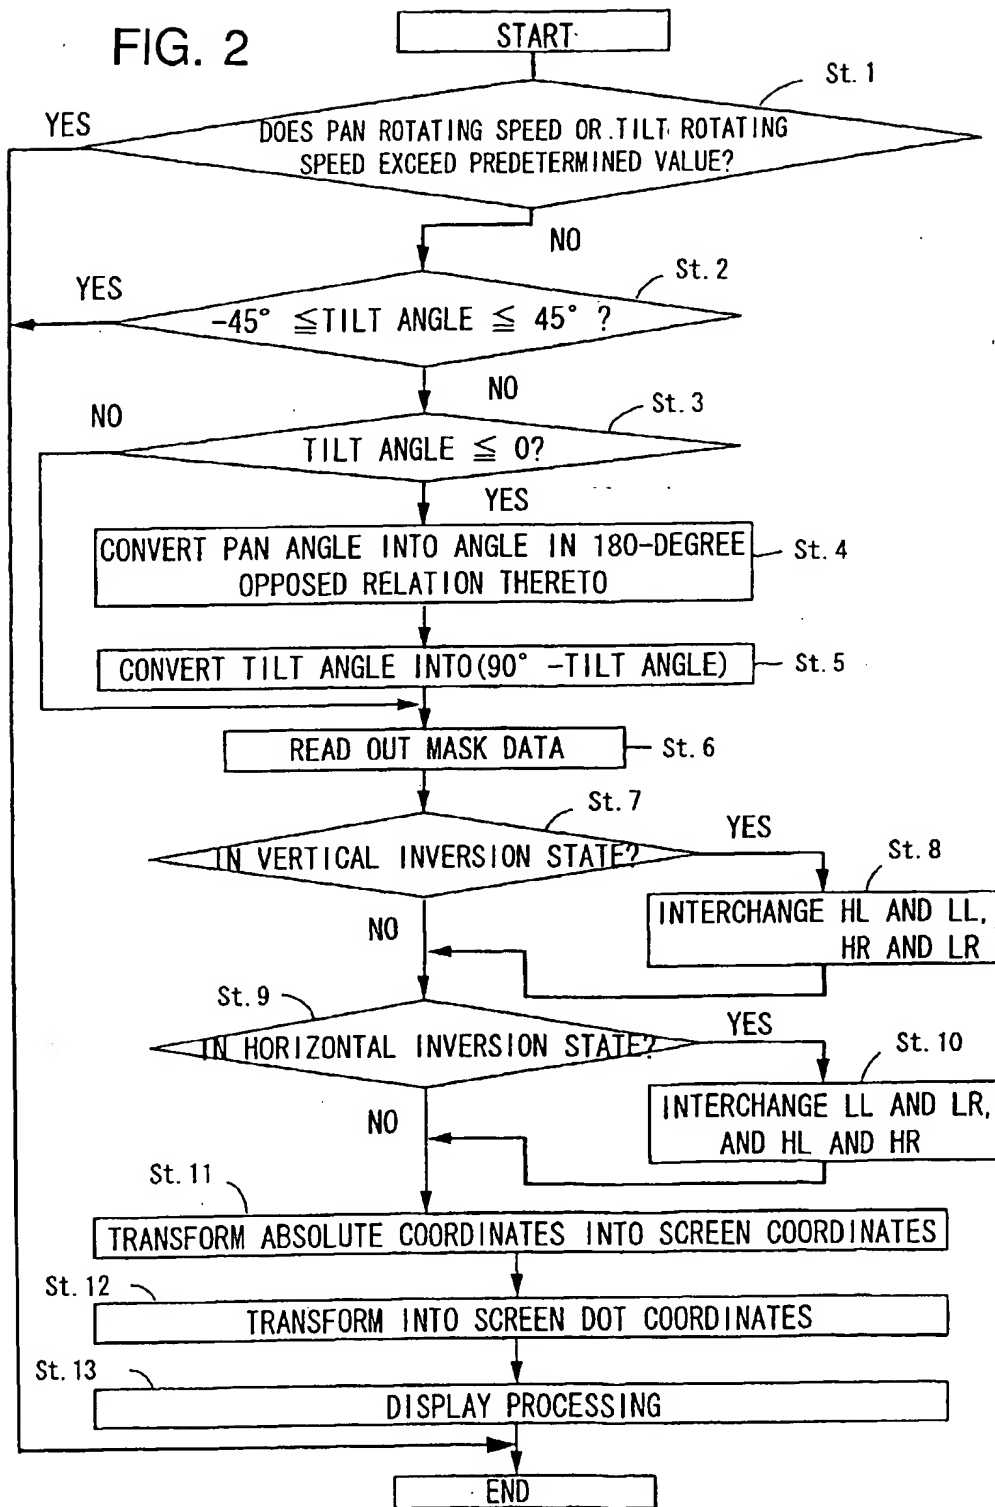 FIG. 2
START
St. 1
YES
DOES PAN ROTATING SPEED OR TILT ROTATING
SPEED EXCEED PREDETERMINED VALUE?
NO
St. 2
YES
-45° ≦TILT ANGLE ≦ 45° ?
NO
St. 3
NO
TILT ANGLE ≦ 0?
YES
CONVERT PAN ANGLE INTO ANGLE IN 180-DEGREE
OPPOSED RELATION THERETO
St. 4
CONVERT TILT ANGLE INTO(90° -TILT ANGLE)
St. 5
READ OUT MASK DATA
St. 6
St. 7
YES
IN VERTICAL INVERSION STATE?
St. 8
INTERCHANGE HL AND LL,
HR AND LR
NO
St. 9
YES
IN HORIZONTAL INVERSION STATE?
St. 10
INTERCHANGE LL AND LR,
AND HL AND HR
NO
St. 11
TRANSFORM ABSOLUTE COORDINATES INTO SCREEN COORDINATES
St. 12
TRANSFORM INTO SCREEN DOT COORDINATES
St. 13
DISPLAY PROCESSING
END